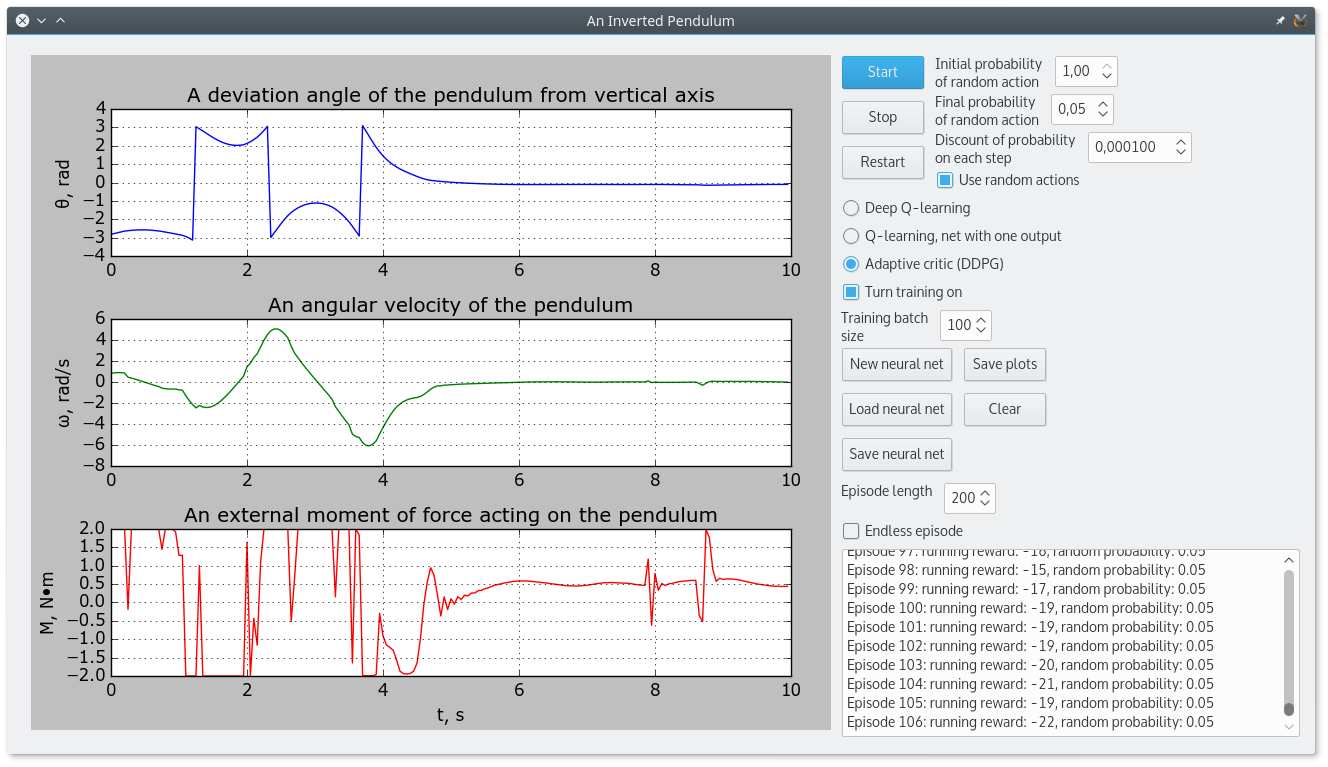 An Inverted Pendulum
A deviation angle of the pendulum from vertical axis
4
3
2
1
0
−1
−2
−3
−4
θ, rad
0 2 4 6 8 10
An angular velocity of the pendulum
6
4
2
0
−2
−4
−6
−8
ω, rad/s
0 2 4 6 8 10
An external moment of force acting on the pendulum
2.0
1.5
1.0
0.5
0.0
−0.5
−1.0
−1.5
−2.0
M, N•m
0 2 4 6 8 10
t, s
Start
Stop
Restart
Initial probability
of random action
1,00
Final probability
of random action
0,05
Discount of probability
on each step
0,000100
Use random actions
Deep Q-learning
Q-learning, net with one output
Adaptive critic (DDPG)
Turn training on
Training batch
size
100
New neural net Save plots
Load neural net Clear
Save neural net
Episode length 200
Endless episode
Episode 97: running reward: -16, random probability: 0.05
Episode 98: running reward: -15, random probability: 0.05
Episode 99: running reward: -17, random probability: 0.05
Episode 100: running reward: -19, random probability: 0.05
Episode 101: running reward: -19, random probability: 0.05
Episode 102: running reward: -19, random probability: 0.05
Episode 103: running reward: -20, random probability: 0.05
Episode 104: running reward: -21, random probability: 0.05
Episode 105: running reward: -19, random probability: 0.05
Episode 106: running reward: -22, random probability: 0.05